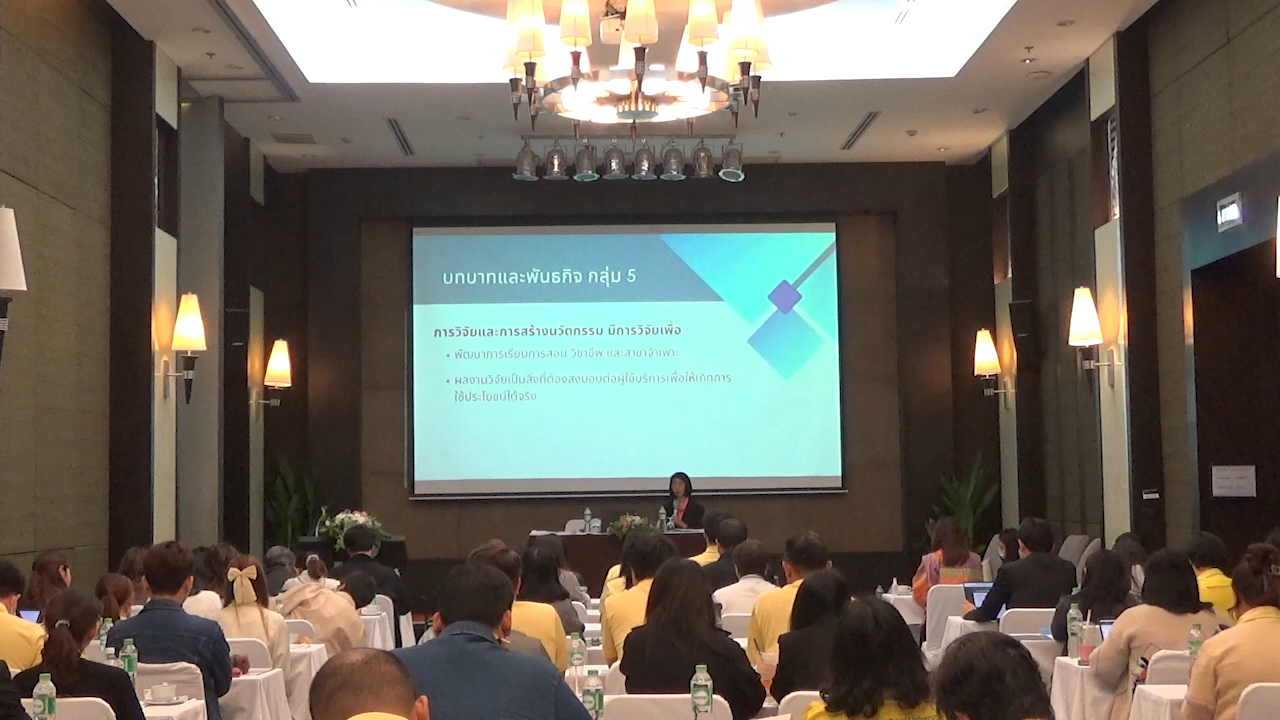 บทบาทและพันธกิจ กลุ่ม 5
การวิจัยและการสร้างนวัตกรรม มีการวิจัยเพื่อ
• พัฒนาการเรียนการสอน วิชาชีพ และสาขาจำเพาะ
• ผลงานวิจัยเป็นสิ่งที่ต้องส่งมอบต่อผู้ใช้บริการเพื่อให้เกิดการ
ใช้ประโยชน์ได้จริง